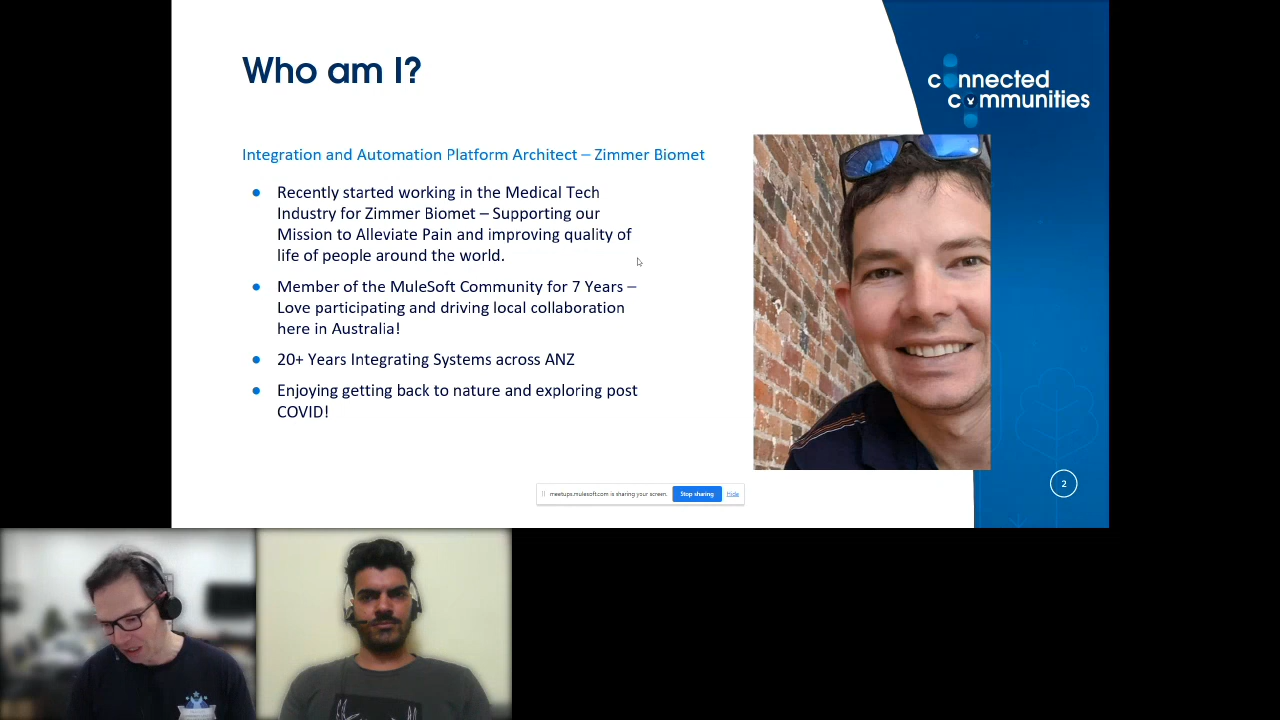 Who am I?
connected
communities
Integration and Automation Platform Architect – Zimmer Biomet
Recently started working in the Medical Tech
Industry for Zimmer Biomet – Supporting our
Mission to Alleviate Pain and improving quality of
life of people around the world.
Member of the MuleSoft Community for 7 Years –
Love participating and driving local collaboration
here in Australia!
20+ Years Integrating Systems across ANZ
Enjoying getting back to nature and exploring post
COVID!
meetups.mulesoft.com is sharing your screen. Stop sharing Hide
2